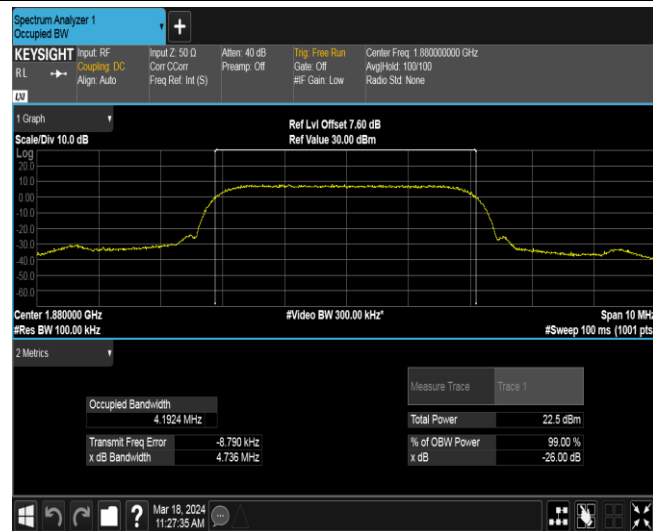 Spectrum Analyzer 1
Occupied BW
+
KEYSIGHT Input: RF Input Z: 50 Ω Atten: 40 dB Trig: Free Run Center Freq: 1.880000000 GHz
RL Coupling: DC Corr CCorr Preamp: Off Gate: Off Avg|Hold: 100/100
Align: Auto Freq Ref: Int (S) #IF Gain: Low Radio Std: None
LXI
1 Graph
Ref Lvl Offset 7.60 dB
Scale/Div 10.0 dB Ref Value 30.00 dBm
Log
20.0
10.0
0.00
-10.0
-20.0
-30.0
-40.0
-50.0
-60.0
Center 1.880000 GHz #Video BW 300.00 kHz* Span 10 MHz
#Res BW 100.00 kHz #Sweep 100 ms (1001 pts
2 Metrics
Measure Trace Trace 1
Occupied Bandwidth
4.1924 MHz Total Power 22.5 dBm
Transmit Freq Error -8.790 kHz % of OBW Power 99.00 %
x dB Bandwidth 4.736 MHz x dB -26.00 dB
? Mar 18, 2024
11:27:35 AM